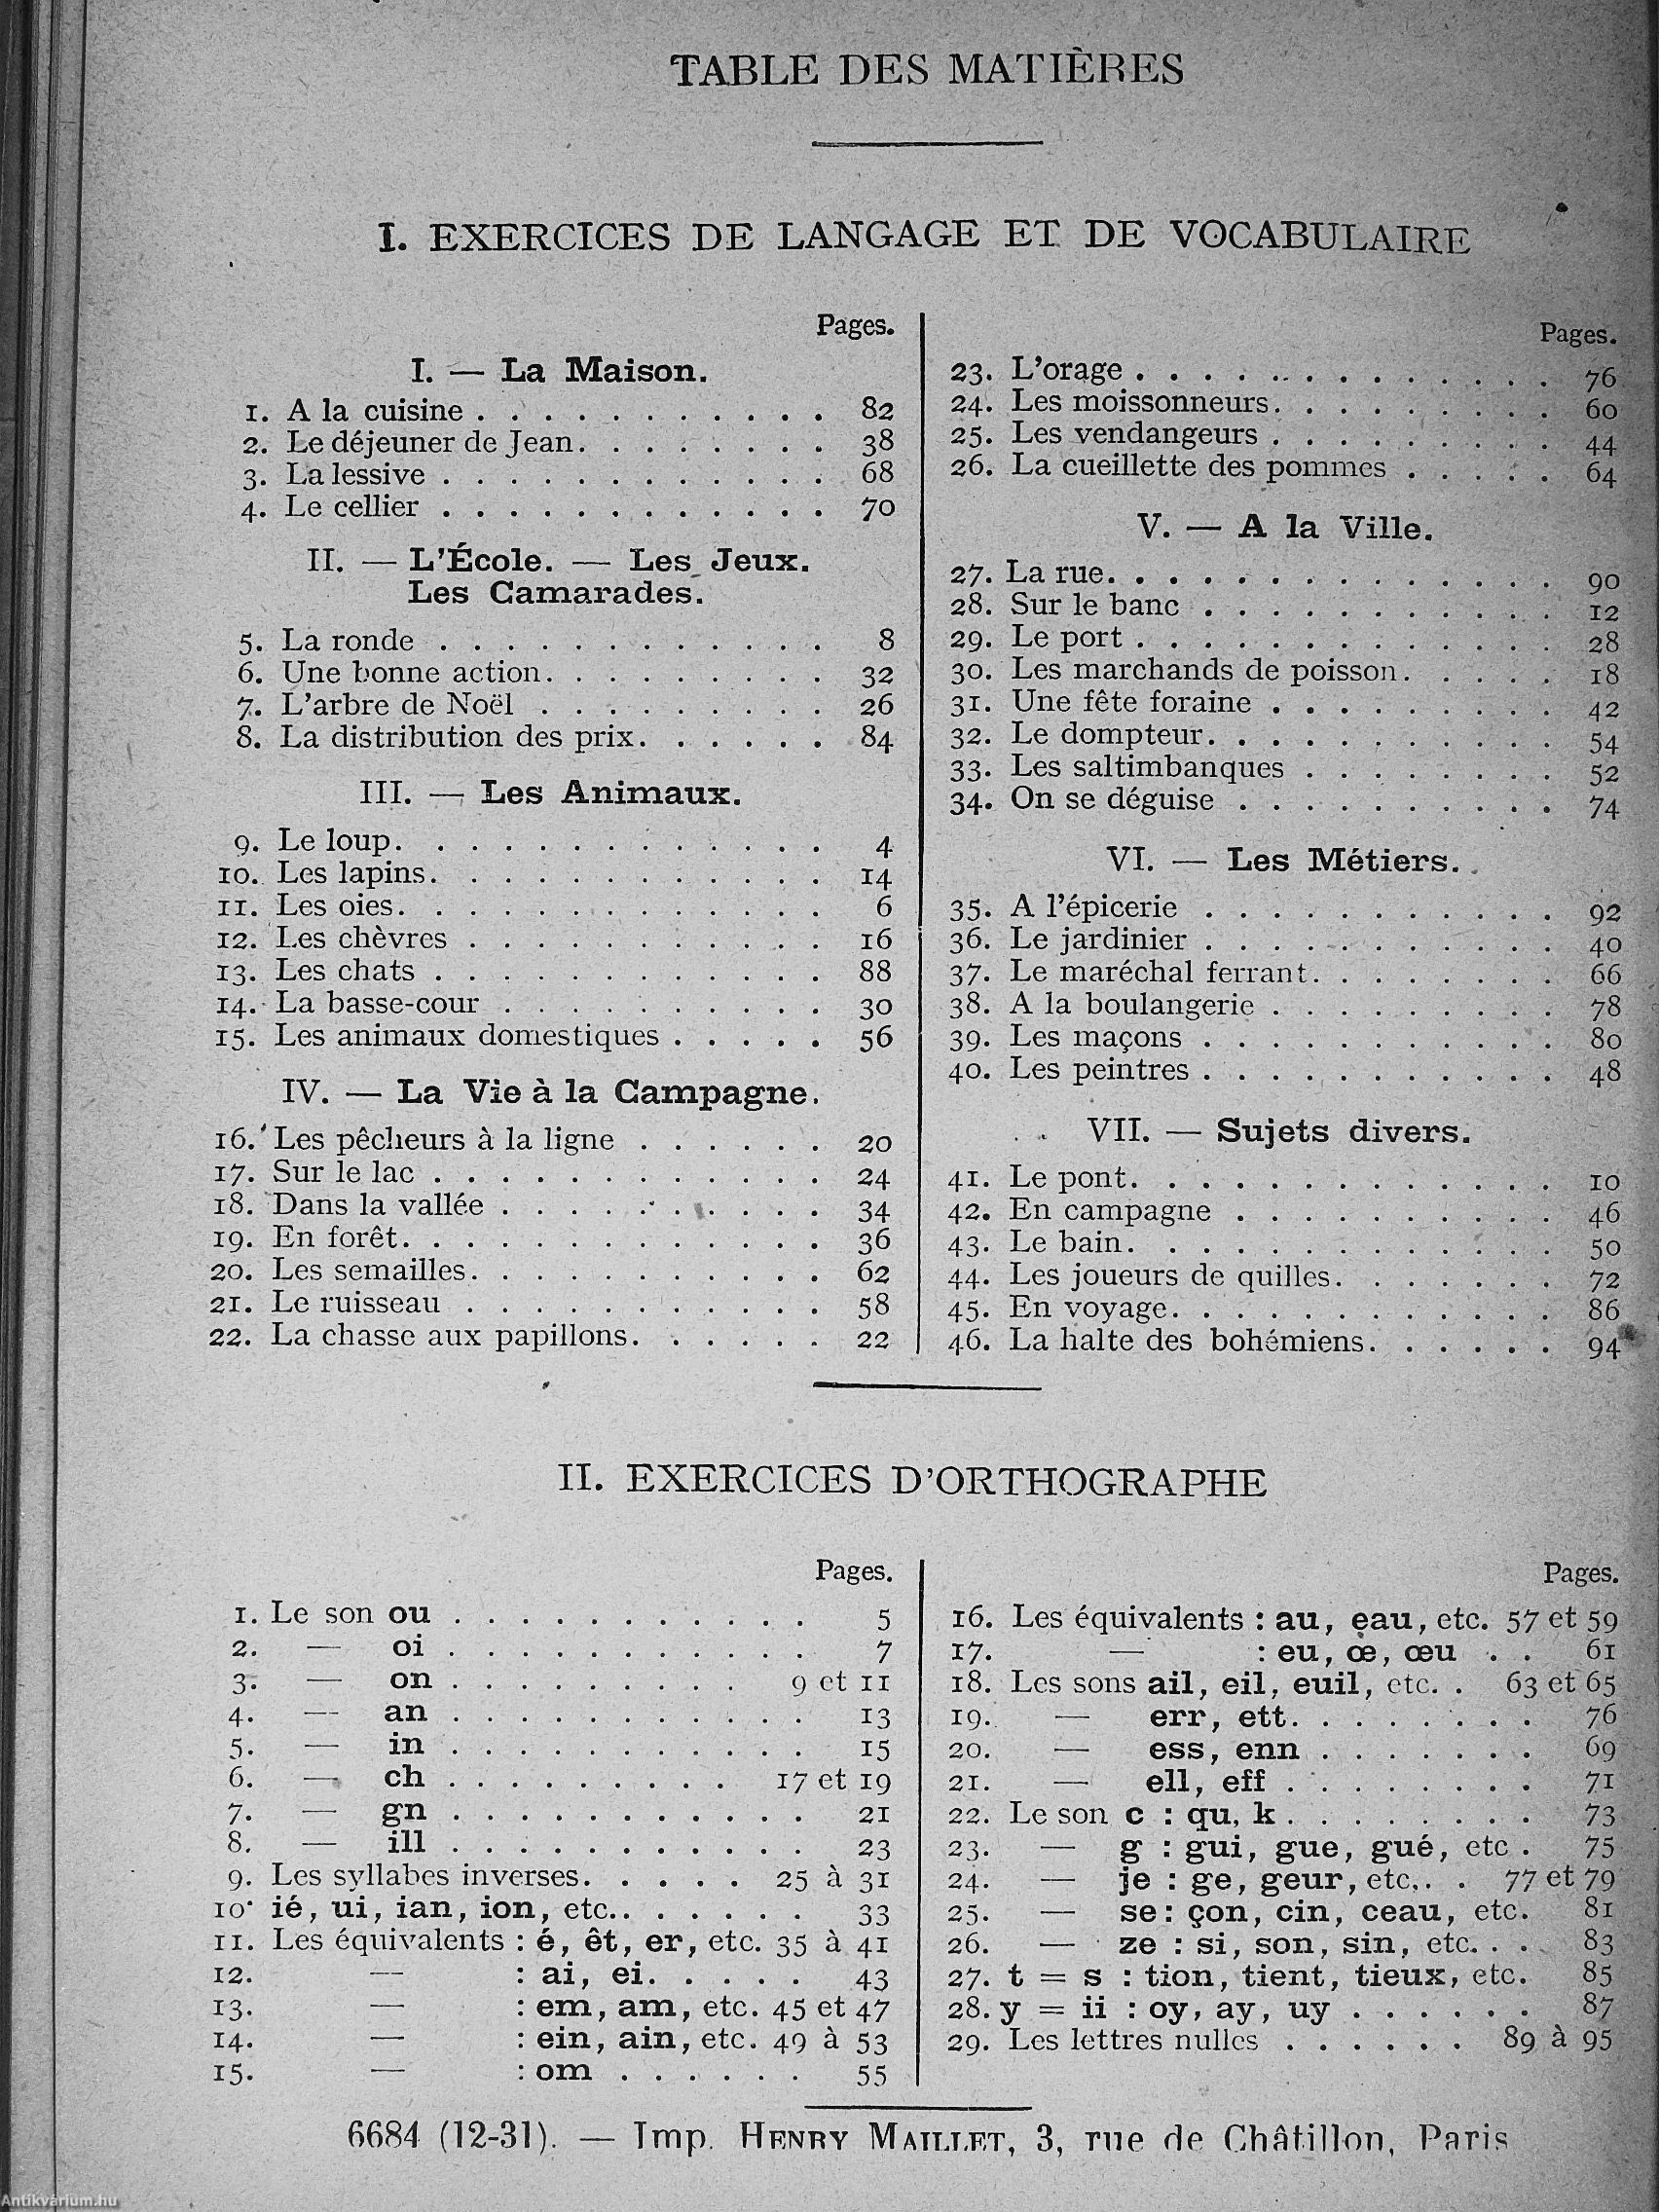 TABLE DES MATIÈRES
I. EXERCICES DE LANGAGE ET DE VOCABULAIRE
Pages.
I. — La Maison.
1. A la cuisine . . . . . . . . . . . 82
2. Le déjeuner de Jean. . . . . . . . 38
3. La lessive . . . . . . . . . . . . 68
4. Le cellier . . . . . . . . . . . . 70
II. — L'École. — Les Jeux.
Les Camarades.
5. La ronde . . . . . . . . . . . . 8
6. Une bonne action. . . . . . . . . 32
7. L'arbre de Noël . . . . . . . . . 26
8. La distribution des prix. . . . . . 84
III. — Les Animaux.
9. Le loup. . . . . . . . . . . . . 4
10. Les lapins. . . . . . . . . . . . 14
11. Les oies. . . . . . . . . . . . . 6
12. Les chèvres . . . . . . . . . . . 16
13. Les chats . . . . . . . . . . . . 88
14. La basse-cour . . . . . . . . . . 30
15. Les animaux domestiques . . . . . 56
IV. — La Vie à la Campagne.
16. Les pêcheurs à la ligne . . . . . . 20
17. Sur le lac . . . . . . . . . . . . 24
18. Dans la vallée . . . . . . . . . . 34
19. En forêt. . . . . . . . . . . . . 36
20. Les semailles. . . . . . . . . . . 62
21. Le ruisseau . . . . . . . . . . . 58
22. La chasse aux papillons. . . . . . 22
Pages.
23. L'orage . . . . . . . . . . . . . 76
24. Les moissonneurs. . . . . . . . . 60
25. Les vendangeurs . . . . . . . . . 44
26. La cueillette des pommes . . . . . 64
V. — A la Ville.
27. La rue. . . . . . . . . . . . . . 90
28. Sur le banc . . . . . . . . . . . 12
29. Le port . . . . . . . . . . . . . 28
30. Les marchands de poisson. . . . . 18
31. Une fête foraine . . . . . . . . . 42
32. Le dompteur. . . . . . . . . . . 54
33. Les saltimbanques . . . . . . . . 52
34. On se déguise . . . . . . . . . . 74
VI. — Les Métiers.
35. A l'épicerie . . . . . . . . . . . 92
36. Le jardinier . . . . . . . . . . . 40
37. Le maréchal ferrant. . . . . . . . 66
38. A la boulangerie . . . . . . . . . 78
39. Les maçons . . . . . . . . . . . 80
40. Les peintres . . . . . . . . . . . 48
VII. — Sujets divers.
41. Le pont. . . . . . . . . . . . . 10
42. En campagne . . . . . . . . . . 46
43. Le bain. . . . . . . . . . . . . 50
44. Les joueurs de quilles. . . . . . . 72
45. En voyage. . . . . . . . . . . . 86
46. La halte des bohémiens. . . . . . 94
II. EXERCICES D'ORTHOGRAPHE
Pages.
1. Le son ou . . . . . . . . . . . 5
2. — oi . . . . . . . . . . . 7
3. — on . . . . . . . . . 9 et 11
4. — an . . . . . . . . . . . 13
5. — in . . . . . . . . . . . 15
6. — ch . . . . . . . . . 17 et 19
7. — gn . . . . . . . . . . . 21
8. — ill . . . . . . . . . . . 23
9. Les syllabes inverses. . . . . 25 à 31
10. ié, ui, ian, ion, etc.. . . . . . 33
11. Les équivalents : é, êt, er, etc. 35 à 41
12. — : ai, ei. . . . . 43
13. — : em, am, etc. 45 et 47
14. — : ein, ain, etc. 49 à 53
15. — : om . . . . . . 55
Pages.
16. Les équivalents : au, eau, etc. 57 et 59
17. — : eu, œ, œu . . 61
18. Les sons ail, eil, euil, etc. . 63 et 65
19. — err, ett. . . . . . . . 76
20. — ess, enn . . . . . . . 69
21. — ell, eff . . . . . . . . 71
22. Le son c : qu, k . . . . . . . . 73
23. — g : gui, gue, gué, etc . 75
24. — je : ge, geur, etc.. . 77 et 79
25. — se : çon, cin, ceau, etc. 81
26. — ze : si, son, sin, etc. . . 83
27. t = s : tion, tient, tieux, etc. 85
28. y = ii : oy, ay, uy . . . . . . 87
29. Les lettres nulles . . . . . . 89 à 95
6684 (12-31). — Imp. HENRY MAILLET, 3, rue de Châtillon, Paris
Antikvárium.hu